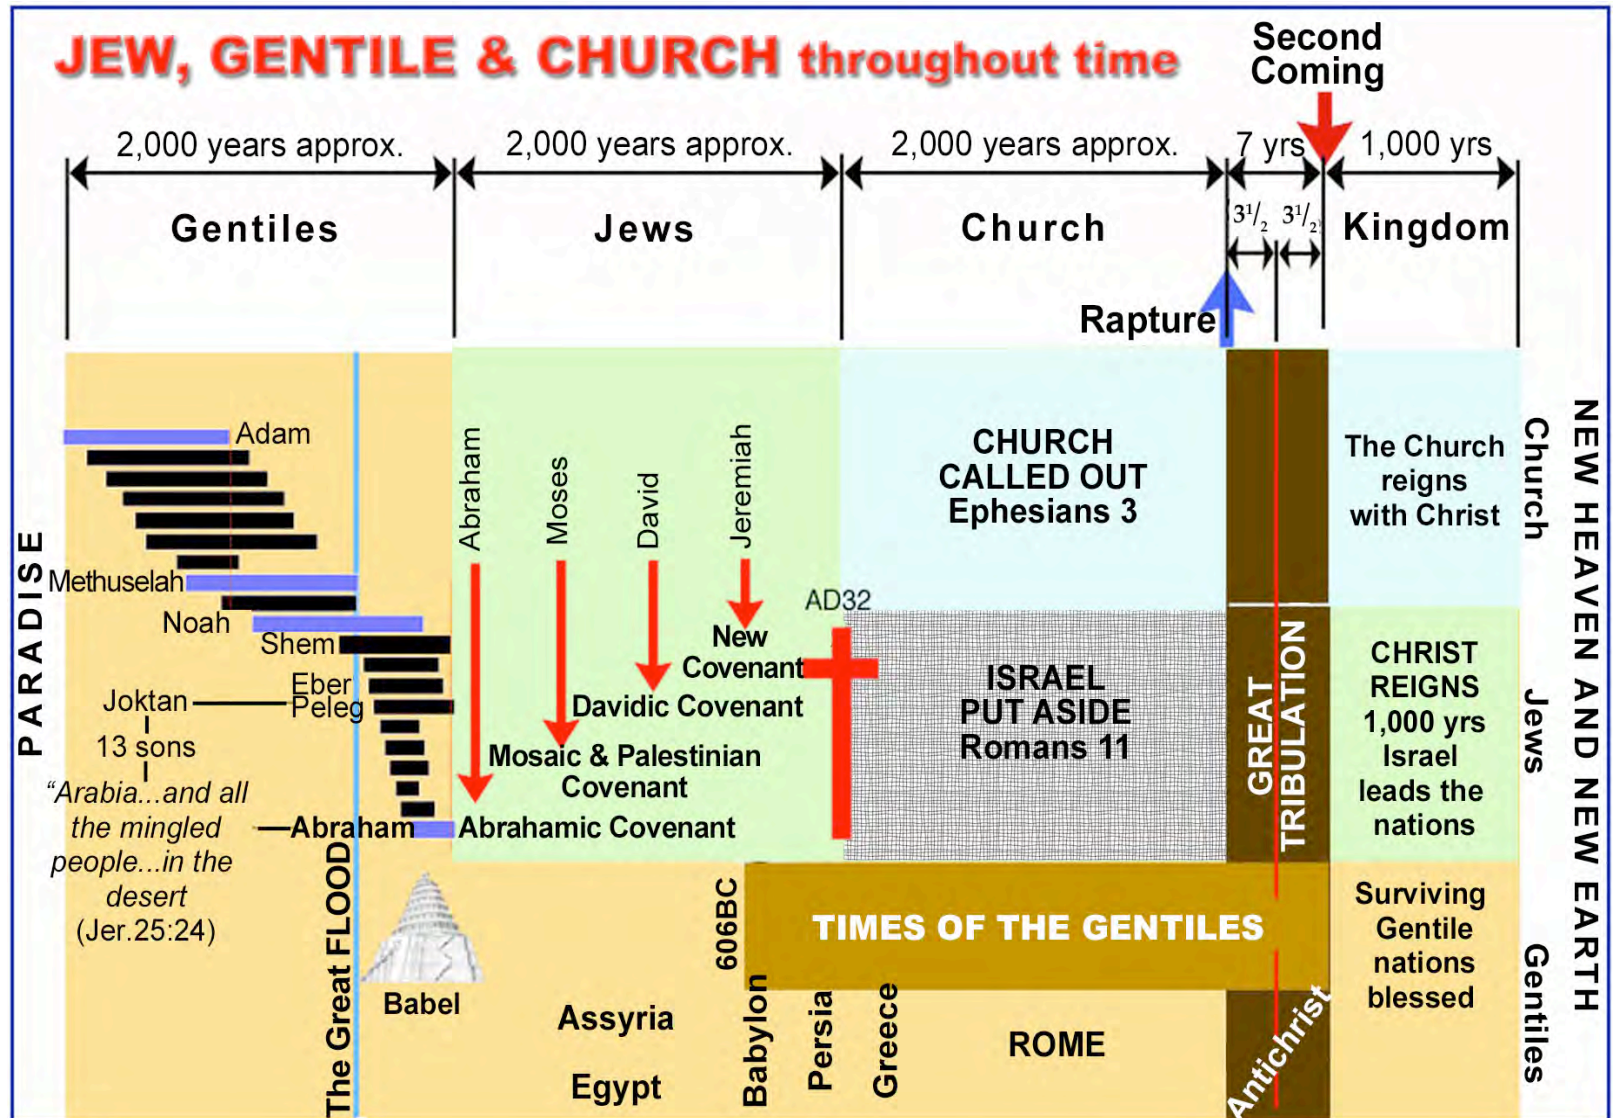 JEW, GENTILE & CHURCH throughout time
Second
Coming
2,000 years approx.
2,000 years approx.
2,000 years approx.
7 yrs
1,000 yrs
Gentiles
Jews
Church
3½
3½
Kingdom
Rapture
PARADISE
Adam
Methuselah
Noah
Shem
Eber
Peleg
Joktan
13 sons
“Arabia...and all
the mingled
people...in the
desert
(Jer.25:24)
Abraham
The Great FLOOD
Babel
Abraham
Moses
David
Jeremiah
New
Covenant
Davidic Covenant
Mosaic & Palestinian
Covenant
Abrahamic Covenant
AD32
CHURCH
CALLED OUT
Ephesians 3
ISRAEL
PUT ASIDE
Romans 11
GREAT
TRIBULATION
The Church
reigns
with Christ
CHRIST
REIGNS
1,000 yrs
Israel
leads the
nations
Surviving
Gentile
nations
blessed
Church
Jews
Gentiles
NEW HEAVEN AND NEW EARTH
606BC
TIMES OF THE GENTILES
Assyria
Egypt
Babylon
Persia
Greece
ROME
Antichrist